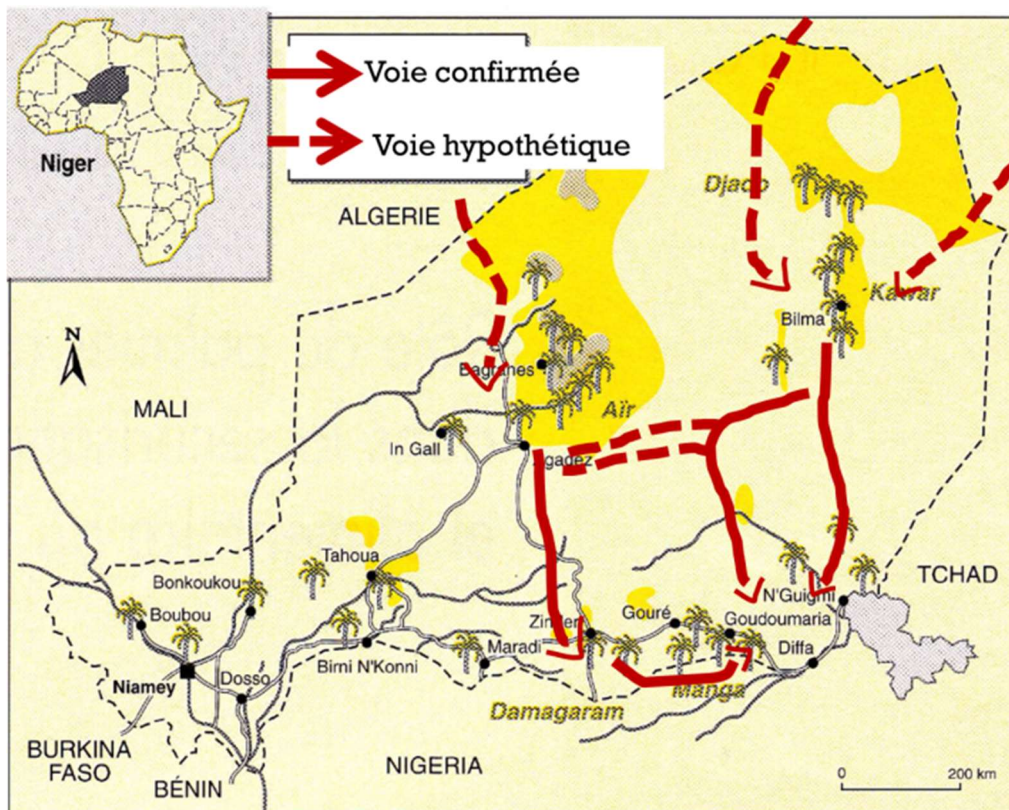 Niger
Voie confirmée
Voie hypothétique
ALGERIE
Djado
N
Kawar
Bilma
MALI
Bagranes
Aïr
In Gall
Agadez
TCHAD
Tahoua
Bonkoukou
Boubou
N'Guigmi
Gouré
Goudoumaria
Zinder
Maradi
Birni N'Konni
Diffa
Niamey
Dosso
Manga
Damagaram
BURKINA
FASO
BÉNIN
NIGERIA
0 200 km